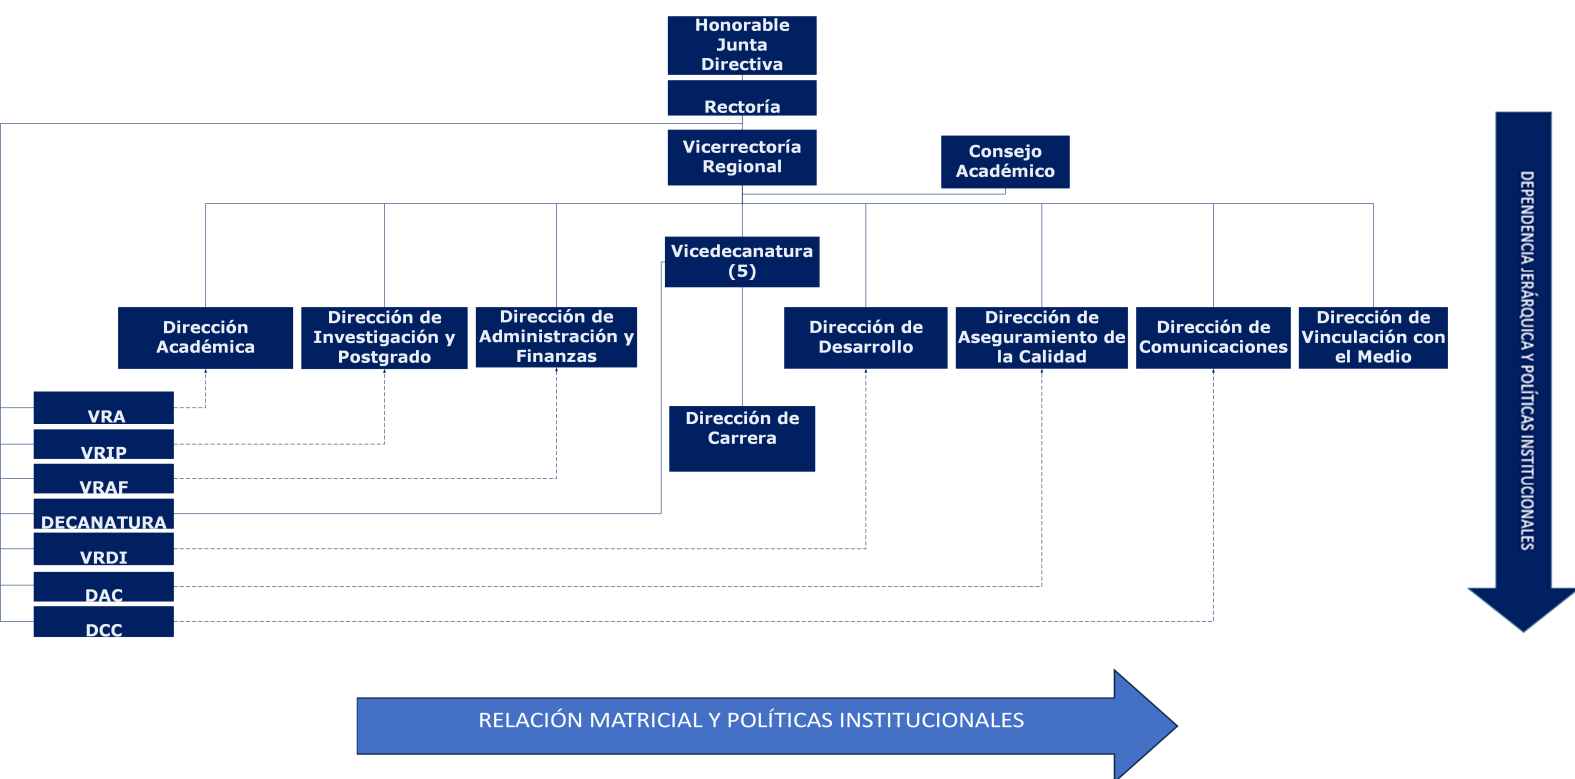 Honorable
Junta
Directiva
Rectoría
Vicerrectoría
Regional
Consejo
Académico
Vicedecanatura
(5)
Dirección
Académica
Dirección de
Investigación y
Postgrado
Dirección de
Administración y
Finanzas
Dirección de
Desarrollo
Dirección de
Aseguramiento de
la Calidad
Dirección de
Comunicaciones
Dirección de
Vinculación con
el Medio
Dirección de
Carrera
VRA
VRIP
VRAF
DECANATURA
VRDI
DAC
DCC
DEPENDENCIA JERÁRQUICA Y POLÍTICAS INSTITUCIONALES
RELACIÓN MATRICIAL Y POLÍTICAS INSTITUCIONALES